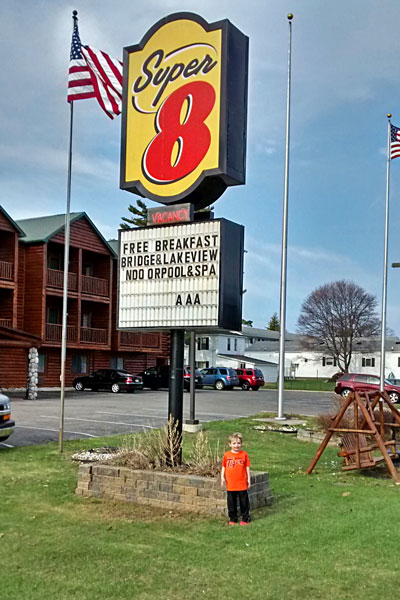 Super
8
VACANCY
FREE BREAKFAST
BRIDGE&LAKEVIEW
NDO ORPOOL&SPA
AAA